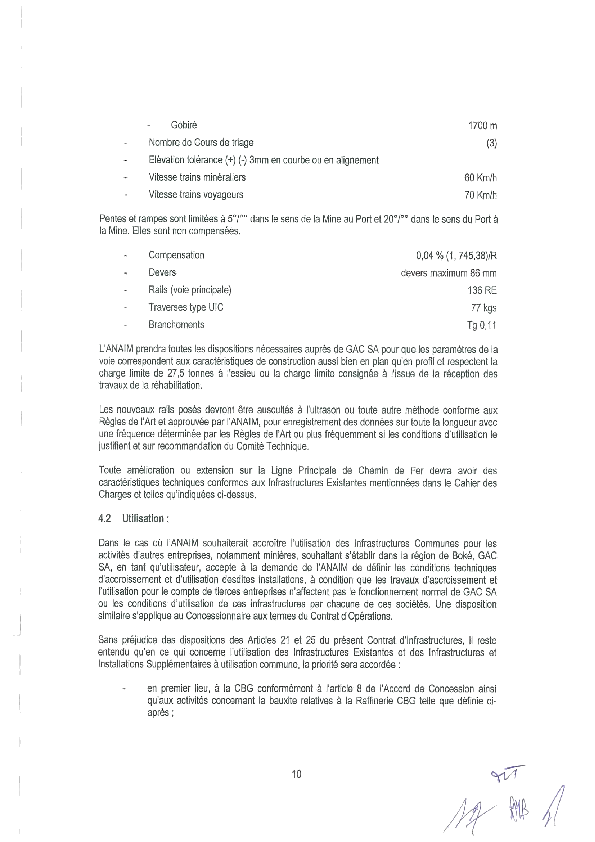 - Gobiré 1700 m
- Nombre de Cours de triage (3)
- Elévation tolérance (+) (-) 3mm en courbe ou en alignement
- Vitesse trains minéraliers 60 Km/h
- Vitesse trains voyageurs 70 Km/h
Pentes et rampes sont limitées à 5°/°° dans le sens de la Mine au Port et 20°/°° dans le sens du Port à
la Mine. Elles sont non compensées.
- Compensation 0,04 % (1, 745,38)/R
- Devers devers maximum 86 mm
- Rails (voie principale) 136 RE
- Traverses type UIC 77 kgs
- Branchements Tg 0,11
L'ANAIM prendra toutes les dispositions nécessaires auprès de GAC SA pour que les paramètres de la
voie correspondent aux caractéristiques de construction aussi bien en plan qu'en profil et respectent la
charge limite de 27,5 tonnes à l'essieu ou la charge limite consignée à l'issue de la réception des
travaux de la réhabilitation.
Les nouveaux rails posés devront être auscultés à l'ultrason ou toute autre méthode conforme aux
Règles de l'Art et approuvée par l'ANAIM, pour enregistrement des données sur toute la longueur avec
une fréquence déterminée par les Règles de l'Art ou plus fréquemment si les conditions d'utilisation le
justifient et sur recommandation du Comité Technique.
Toute amélioration ou extension sur la Ligne Principale de Chemin de Fer devra avoir des
caractéristiques techniques conformes aux Infrastructures Existantes mentionnées dans le Cahier des
Charges et telles qu'indiquées ci-dessus.
4.2 Utilisation :
Dans le cas où l'ANAIM souhaiterait accroître l'utilisation des Infrastructures Communes pour les
activités d'autres entreprises, notamment minières, souhaitant s'établir dans la région de Boké, GAC
SA, en tant qu'utilisateur, accepte à la demande de l'ANAIM de définir les conditions techniques
d'accroissement et d'utilisation desdites installations, à condition que les travaux d'accroissement et
l'utilisation pour le compte de tierces entreprises n'affectent pas le fonctionnement normal de GAC SA
ou les conditions d'utilisation de ces infrastructures par chacune de ces sociétés. Une disposition
similaire s'applique au Concessionnaire aux termes du Contrat d'Opérations.
Sans préjudice des dispositions des Articles 21 et 25 du présent Contrat d'Infrastructures, il reste
entendu qu'en ce qui concerne l'utilisation des Infrastructures Existantes et des Infrastructures et
Installations Supplémentaires à utilisation commune, la priorité sera accordée :
- en premier lieu, à la CBG conformément à l'article 8 de l'Accord de Concession ainsi
qu'aux activités concernant la bauxite relatives à la Raffinerie CBG telle que définie ci-
après ;
10
RMB